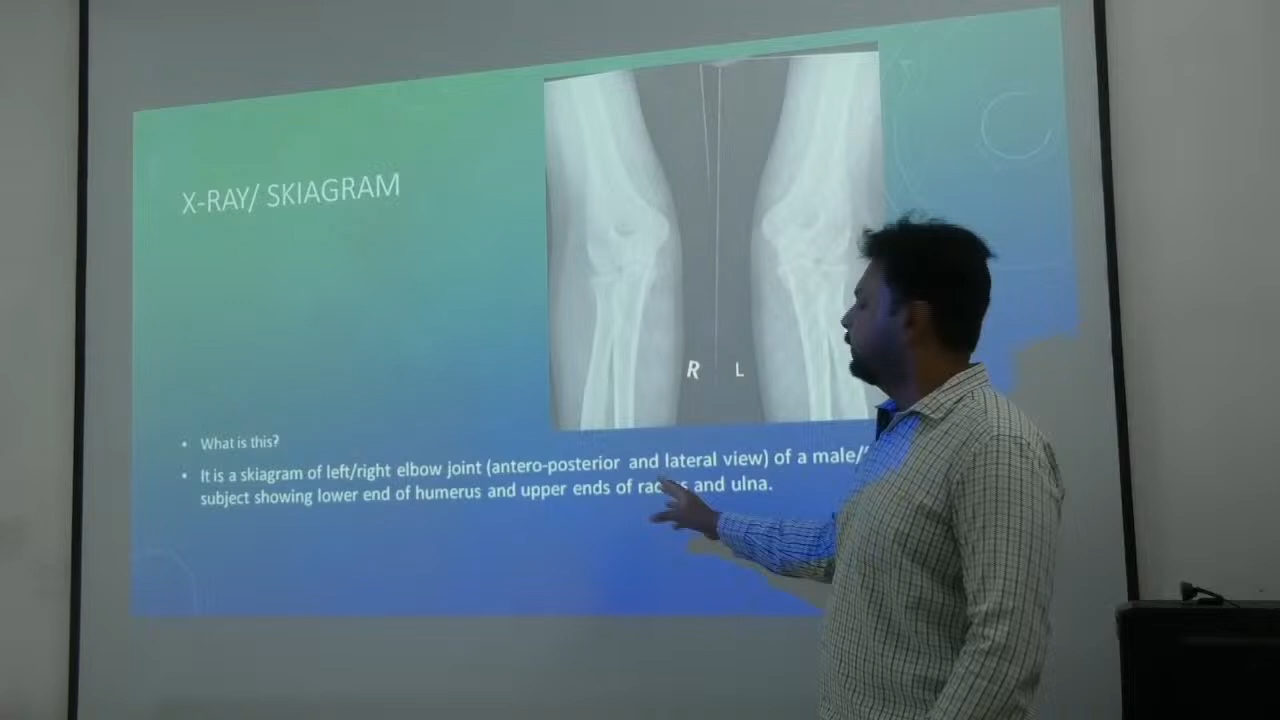 X-RAY/ SKIAGRAM
R L
• What is this?
• It is a skiagram of left/right elbow joint (antero-posterior and lateral view) of a male/
subject showing lower end of humerus and upper ends of and ulna.